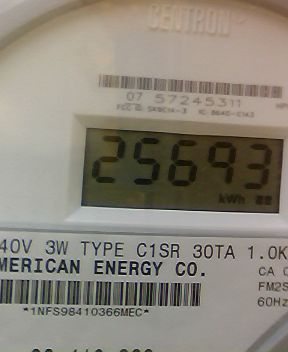 CENTRON
07 57245311
25693
kWh
40V 3W TYPE C1SR 30TA 1.0K
MERICAN ENERGY CO.
CA 0
FM2S
60Hz
*1NFS98410366MEC*